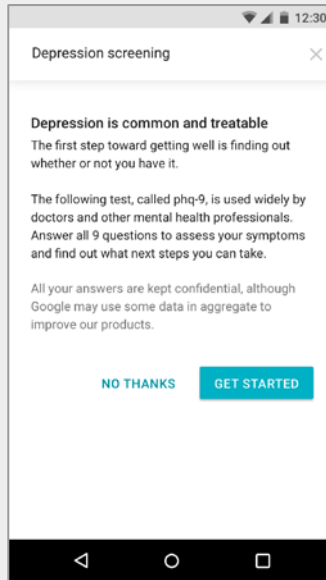 12:30
Depression screening
Depression is common and treatable
The first step toward getting well is finding out
whether or not you have it.
The following test, called phq-9, is used widely by
doctors and other mental health professionals.
Answer all 9 questions to assess your symptoms
and find out what next steps you can take.
All your answers are kept confidential, although
Google may use some data in aggregate to
improve our products.
NO THANKS GET STARTED